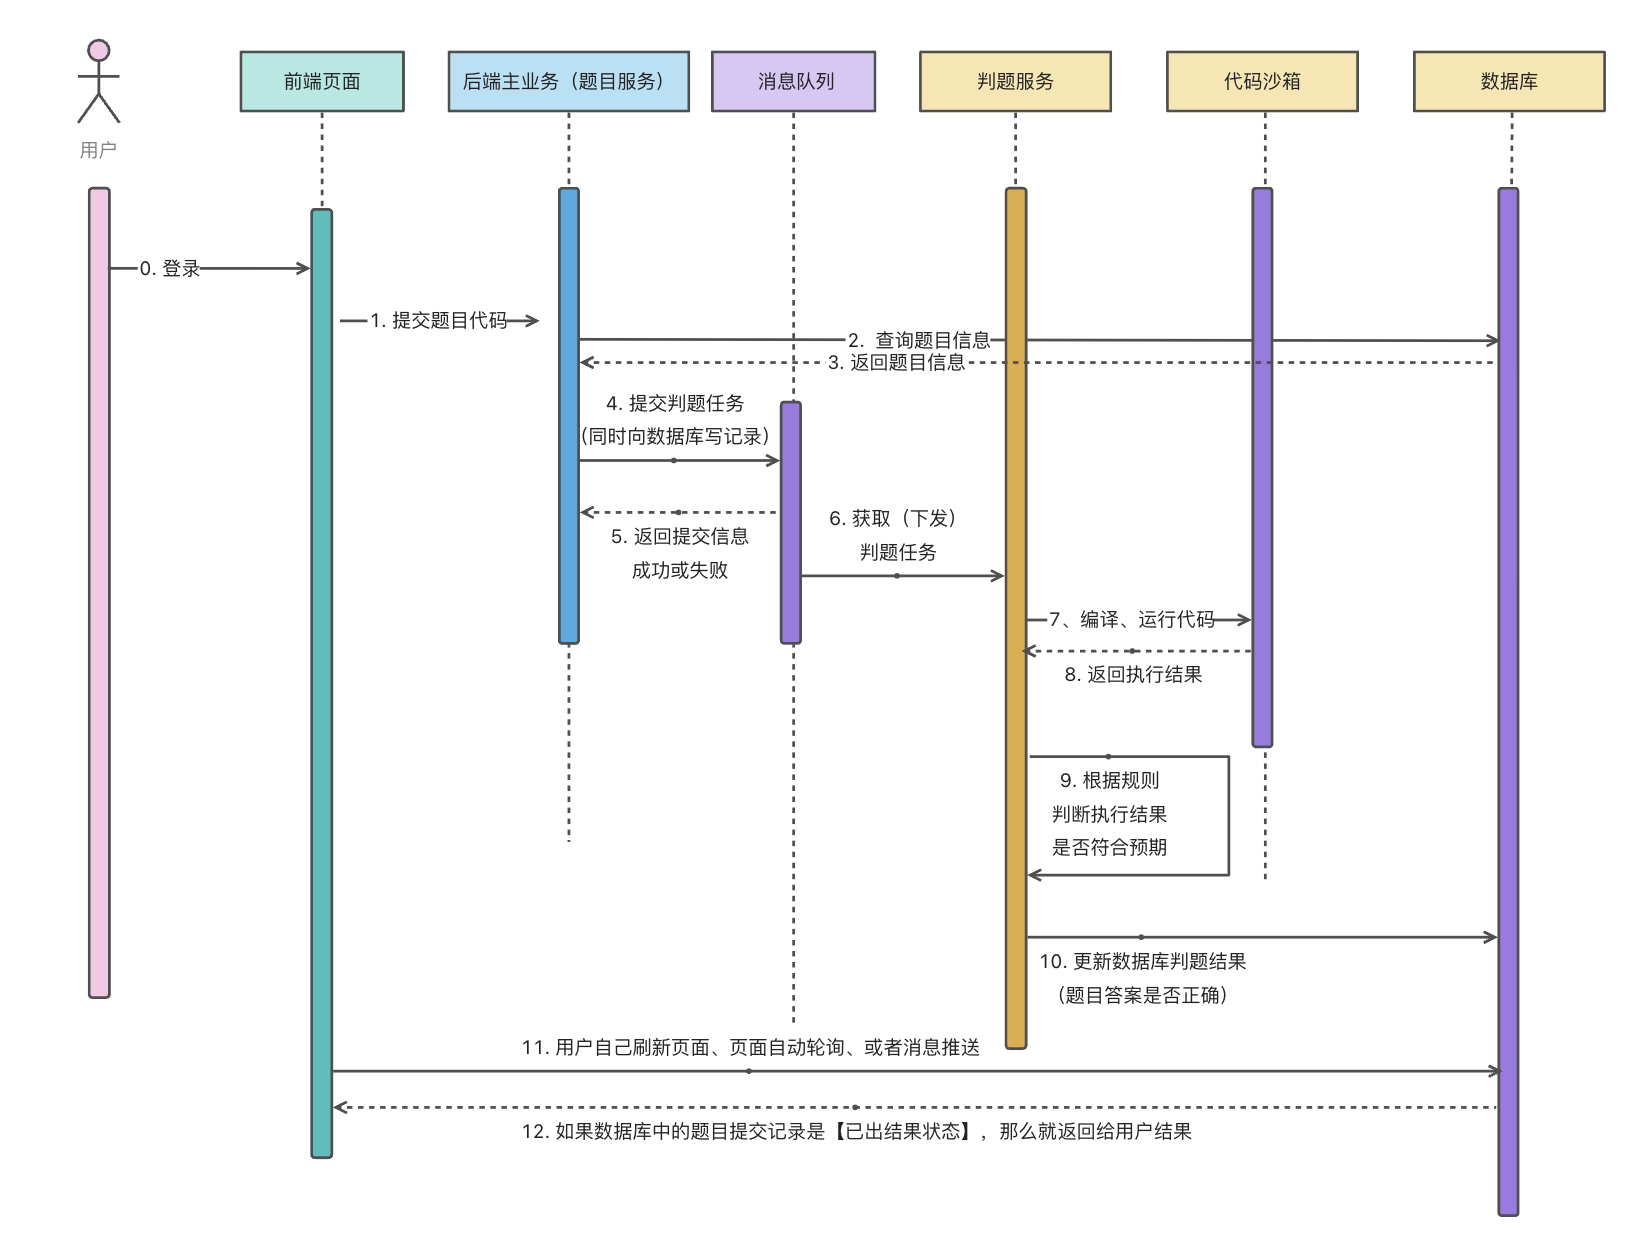 前端页面
后端主业务（题目服务）
消息队列
判题服务
代码沙箱
数据库
用户
0. 登录
1. 提交题目代码
2. 查询题目信息
3. 返回题目信息
4. 提交判题任务
（同时向数据库写记录）
5. 返回提交信息
成功或失败
6. 获取（下发）
判题任务
7、编译、运行代码
8. 返回执行结果
9. 根据规则
判断执行结果
是否符合预期
10. 更新数据库判题结果
（题目答案是否正确）
11. 用户自己刷新页面、页面自动轮询、或者消息推送
12. 如果数据库中的题目提交记录是【已出结果状态】，那么就返回给用户结果